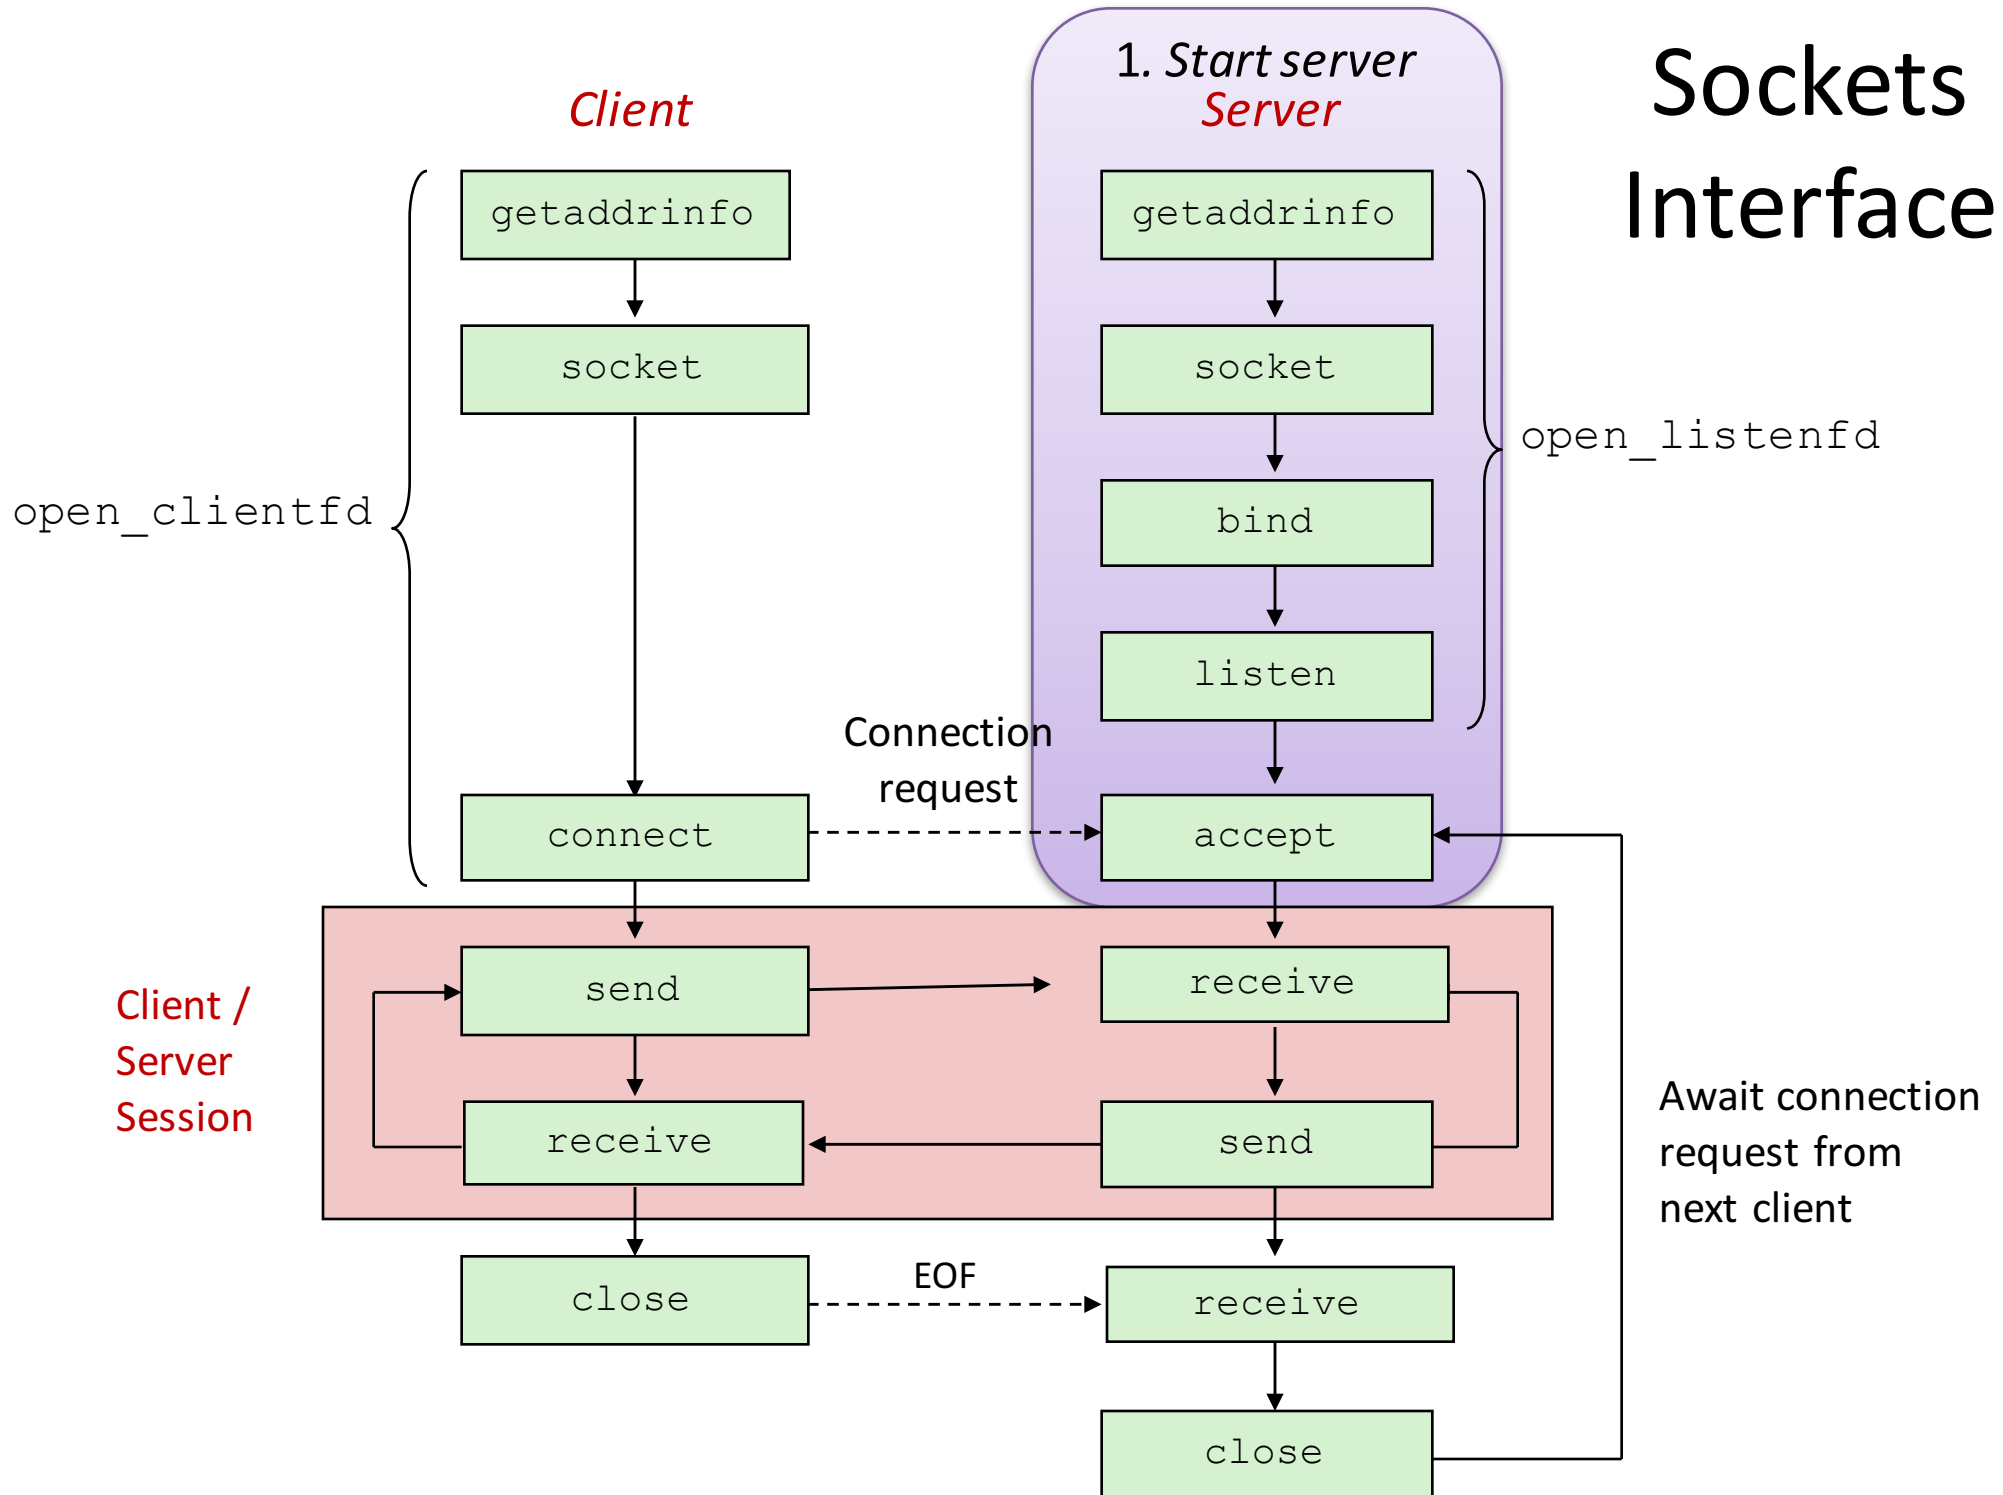 Sockets
Interface
1. Start server
Client
Server
getaddrinfo
getaddrinfo
socket
socket
open_listenfd
open_clientfd
bind
listen
Connection
request
connect
accept
Client /
Server
Session
send
receive
receive
send
Await connection
request from
next client
close
EOF
receive
close